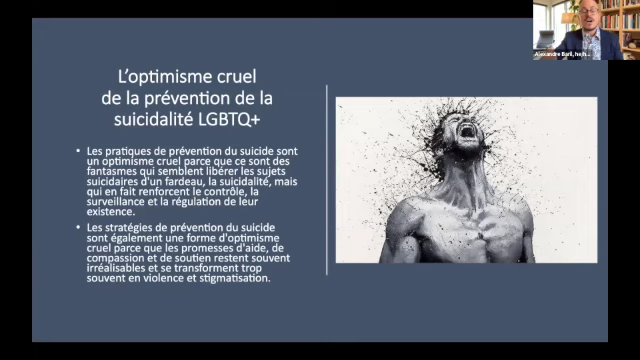 L'optimisme cruel
de la prévention de la
suicidalité LGBTQ+
• Les pratiques de prévention du suicide sont
un optimisme cruel parce que ce sont des
fantasmes qui semblent libérer les sujets
suicidaires d'un fardeau, la suicidalité, mais
qui en fait renforcent le contrôle, la
surveillance et la régulation de leur
existence.
• Les stratégies de prévention du suicide
sont également une forme d'optimisme
cruel parce que les promesses d'aide, de
compassion et de soutien restent souvent
irréalisables et se transforment trop
souvent en violence et stigmatisation.
Alexandre Baril, he/h...